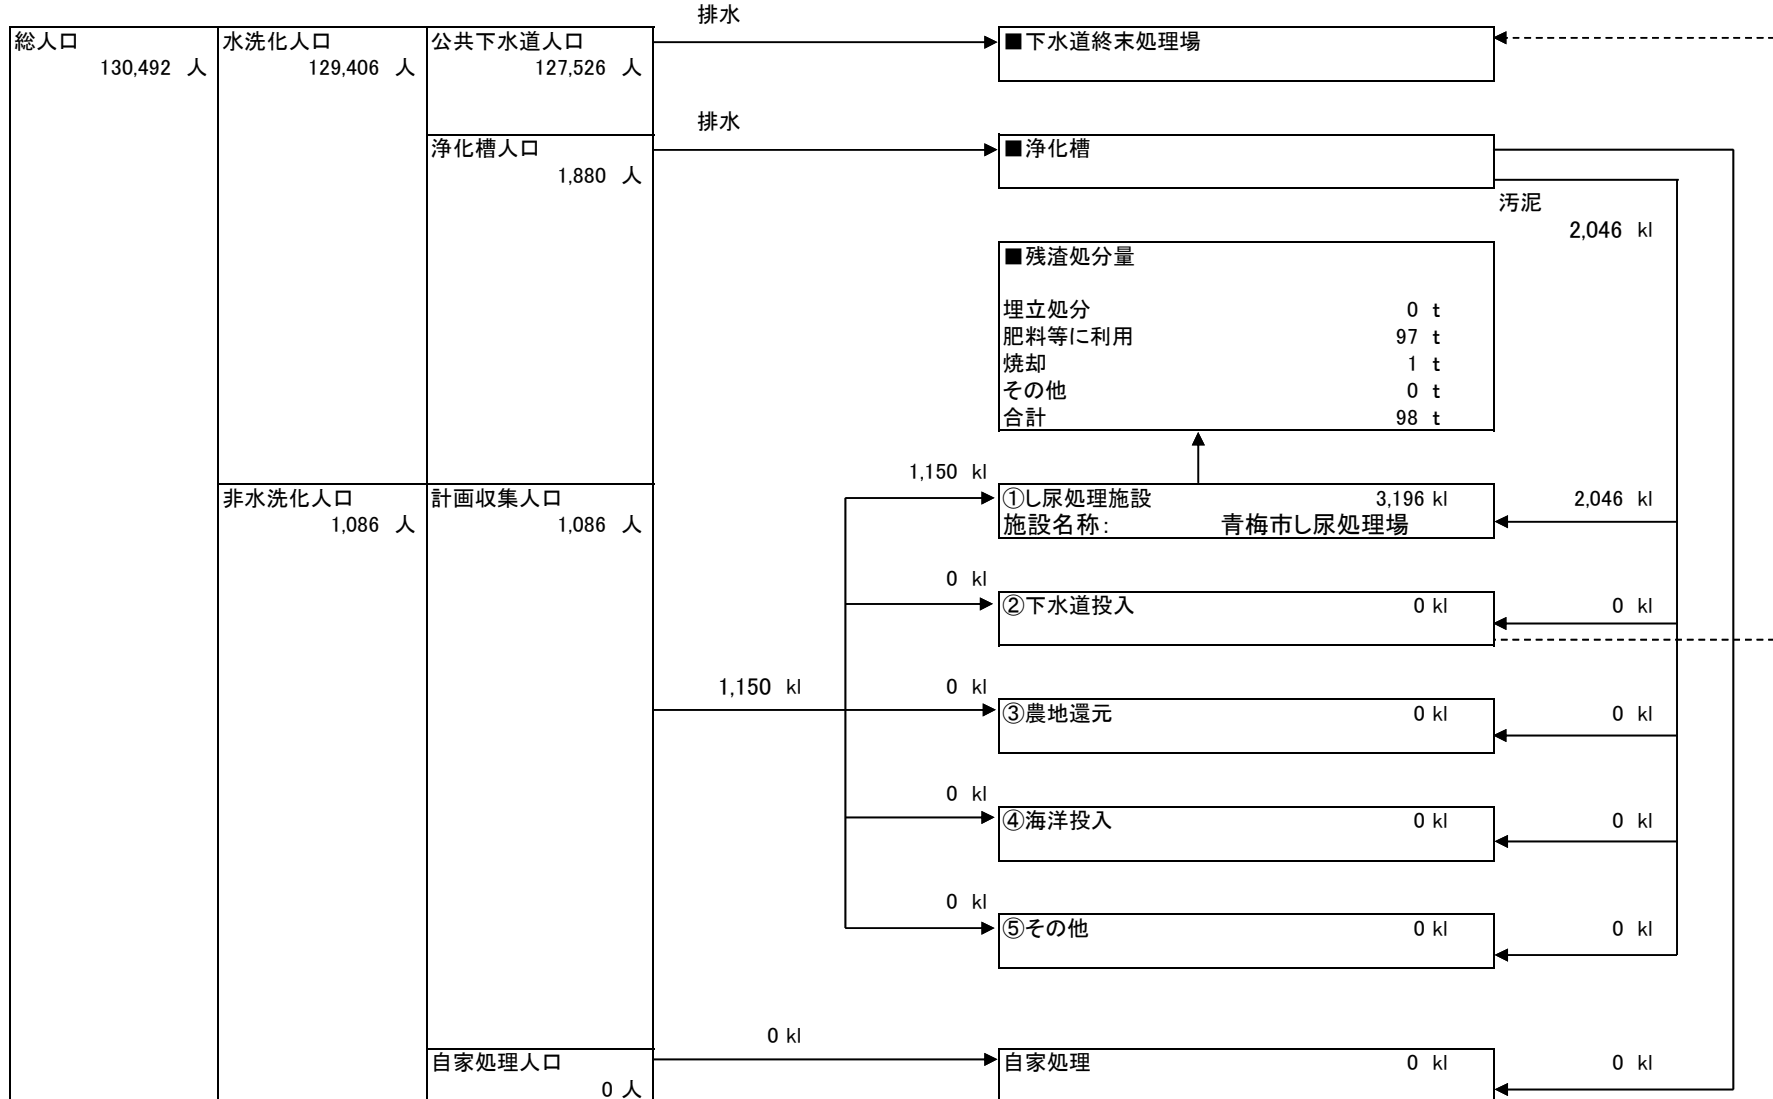 排水
総人口 水洗化人口 公共下水道人口 ■下水道終末処理場
130,492 人 129,406 人 127,526 人
排水
浄化槽人口 ■浄化槽
1,880 人
汚泥
2,046 kl
■残渣処分量
埋立処分 0 t
肥料等に利用 97 t
焼却 1 t
その他 0 t
合計 98 t
1,150 kl
非水洗化人口 計画収集人口 ①し尿処理施設 3,196 kl 2,046 kl
1,086 人 1,086 人 施設名称: 青梅市し尿処理場
0 kl
②下水道投入 0 kl 0 kl
1,150 kl 0 kl
③農地還元 0 kl 0 kl
0 kl
④海洋投入 0 kl 0 kl
0 kl
⑤その他 0 kl 0 kl
0 kl
自家処理人口 自家処理 0 kl 0 kl
0 人